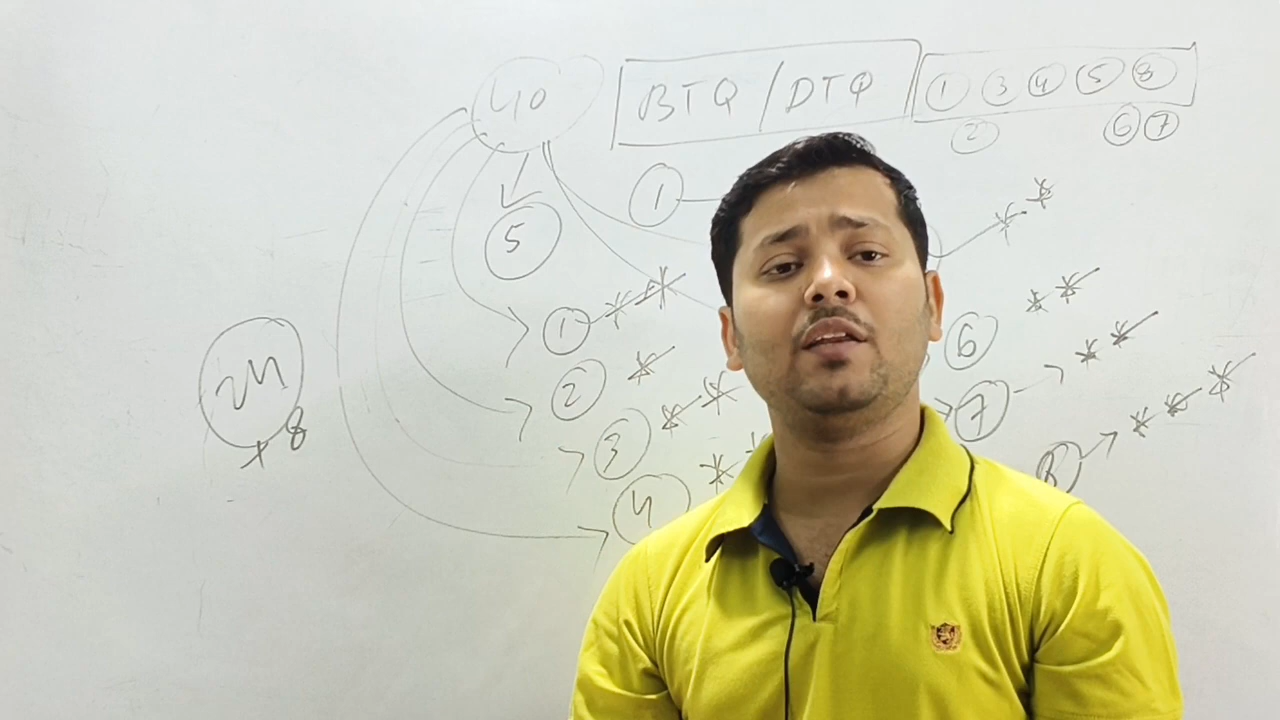 40 BTQ / DTQ 1 3 4 5 8
2 6 7
1
5
1 * *
2 *
3 * *
4 * *
* *
6 * *
7 * *
8 * * *
24
+ 8